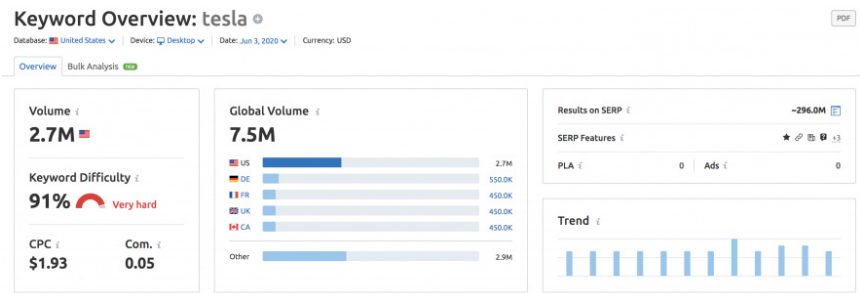 Keyword Overview: tesla
PDF
Database: United States Device: Desktop Date: Jun 3, 2020 Currency: USD
Overview Bulk Analysis new
Volume i
2.7M
Keyword Difficulty i
91% Very hard
CPC i Com. i
$1.93 0.05
Global Volume i
7.5M
US 2.7M
DE 550.0K
FR 450.0K
UK 450.0K
CA 450.0K
Other 2.9M
Results on SERP i ~296.0M
SERP Features i +3
PLA i 0 Ads i 0
Trend i